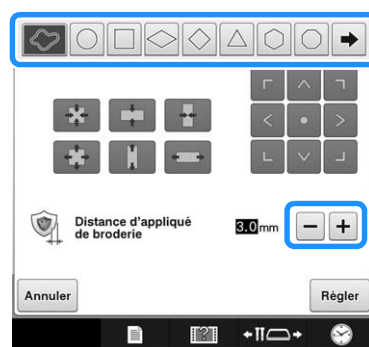 Distance d'appliqué
de broderie
3.0mm
Annuler
Régler